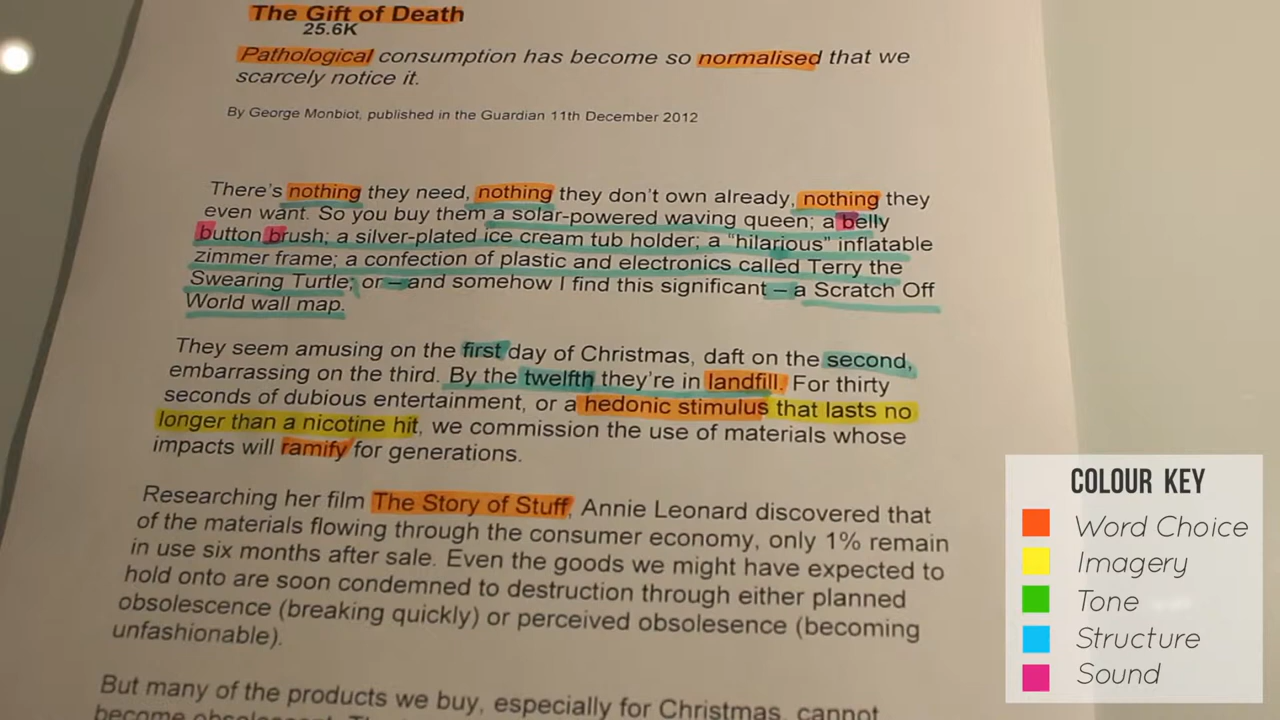 The Gift of Death
25.6K
Pathological consumption has become so normalised that we
scarcely notice it.
By George Monbiot, published in the Guardian 11th December 2012
There's nothing they need, nothing they don't own already, nothing they
even want. So you buy them a solar-powered waving queen; a belly
button brush; a silver-plated ice cream tub holder; a "hilarious" inflatable
zimmer frame; a confection of plastic and electronics called Terry the
Swearing Turtle; or – and somehow I find this significant – a Scratch Off
World wall map.
They seem amusing on the first day of Christmas, daft on the second,
embarrassing on the third. By the twelfth they're in landfill. For thirty
seconds of dubious entertainment, or a hedonic stimulus that lasts no
longer than a nicotine hit, we commission the use of materials whose
impacts will ramify for generations.
Researching her film The Story of Stuff, Annie Leonard discovered that
of the materials flowing through the consumer economy, only 1% remain
in use six months after sale. Even the goods we might have expected to
hold onto are soon condemned to destruction through either planned
obsolescence (breaking quickly) or perceived obsolesence (becoming
unfashionable).
But many of the products we buy, especially for Christmas, cannot
become obsolescent.
COLOUR KEY
Word Choice
Imagery
Tone
Structure
Sound